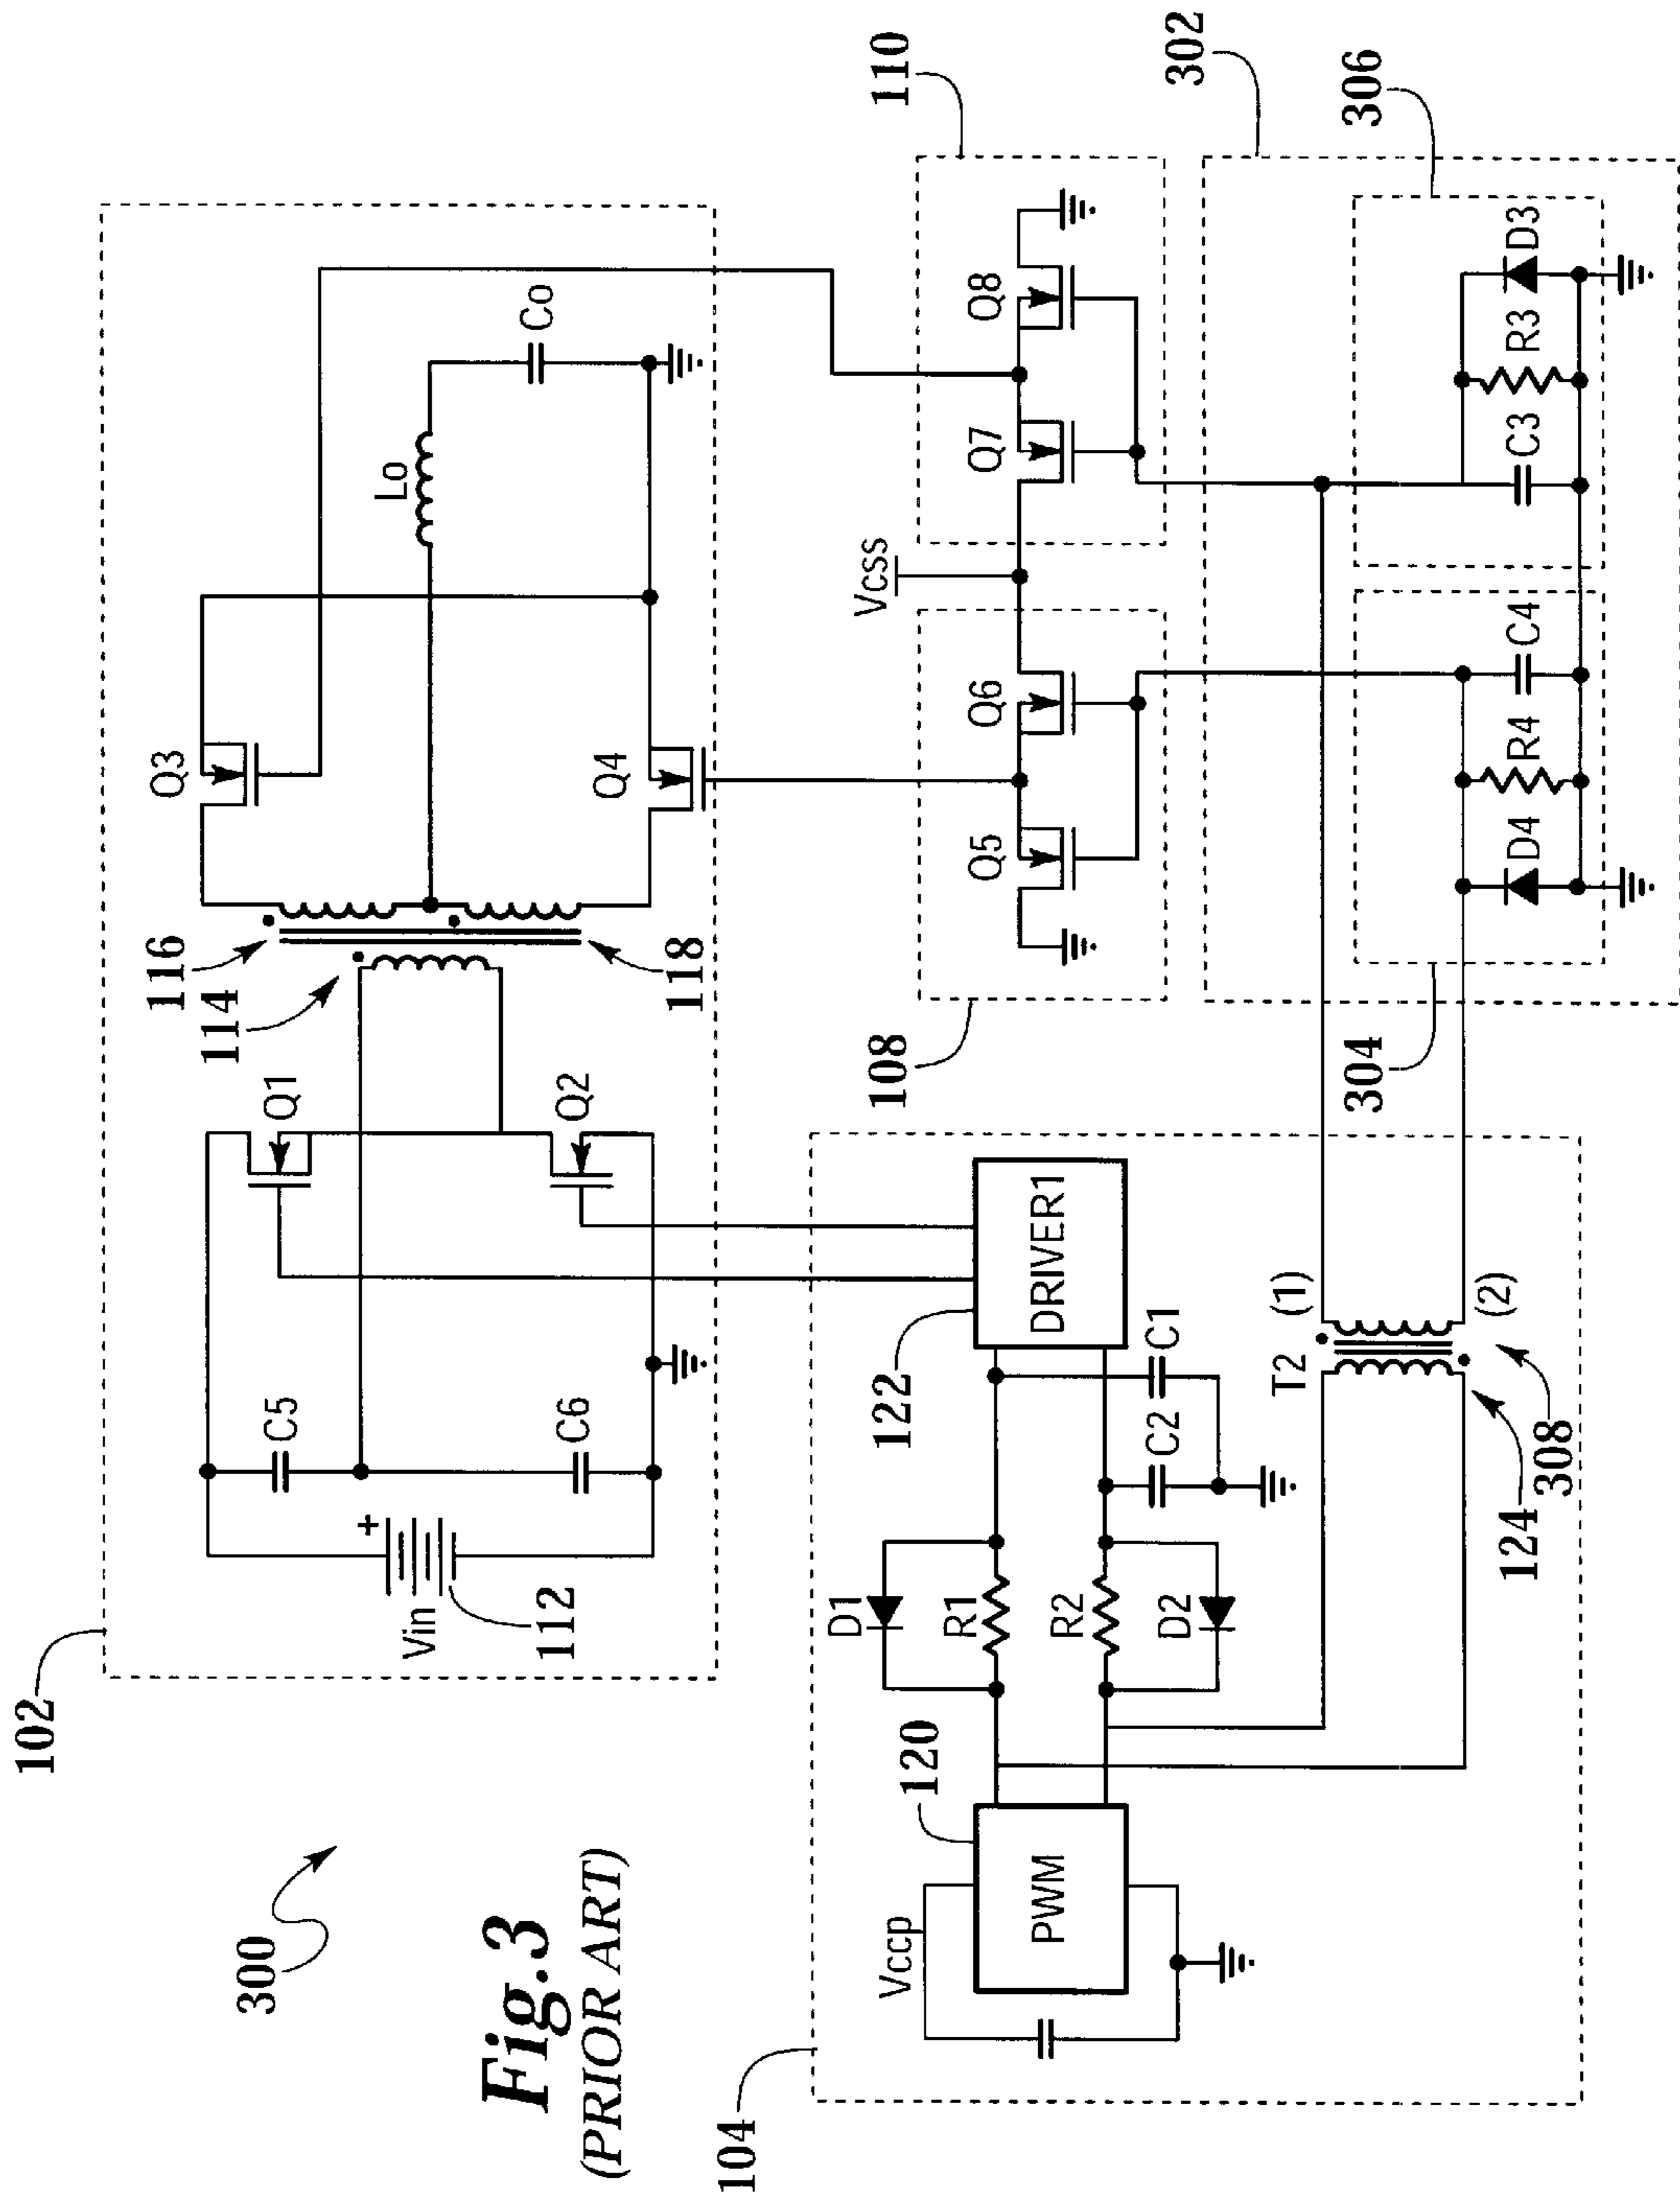 300
Fig.3
(PRIOR ART)
102
Vin
+
112
C5
C6
Q1
Q2
114
116
118
Q3
Q4
Lo
Co
104
Vccp
PWM
120
D1
R1
R2
D2
C2
C1
122
DRIVER1
T2
(1)
(2)
124
308
108
Q5
Q6
Vcss
Q7
Q8
110
302
304
D4
R4
C4
C3
R3
D3
306